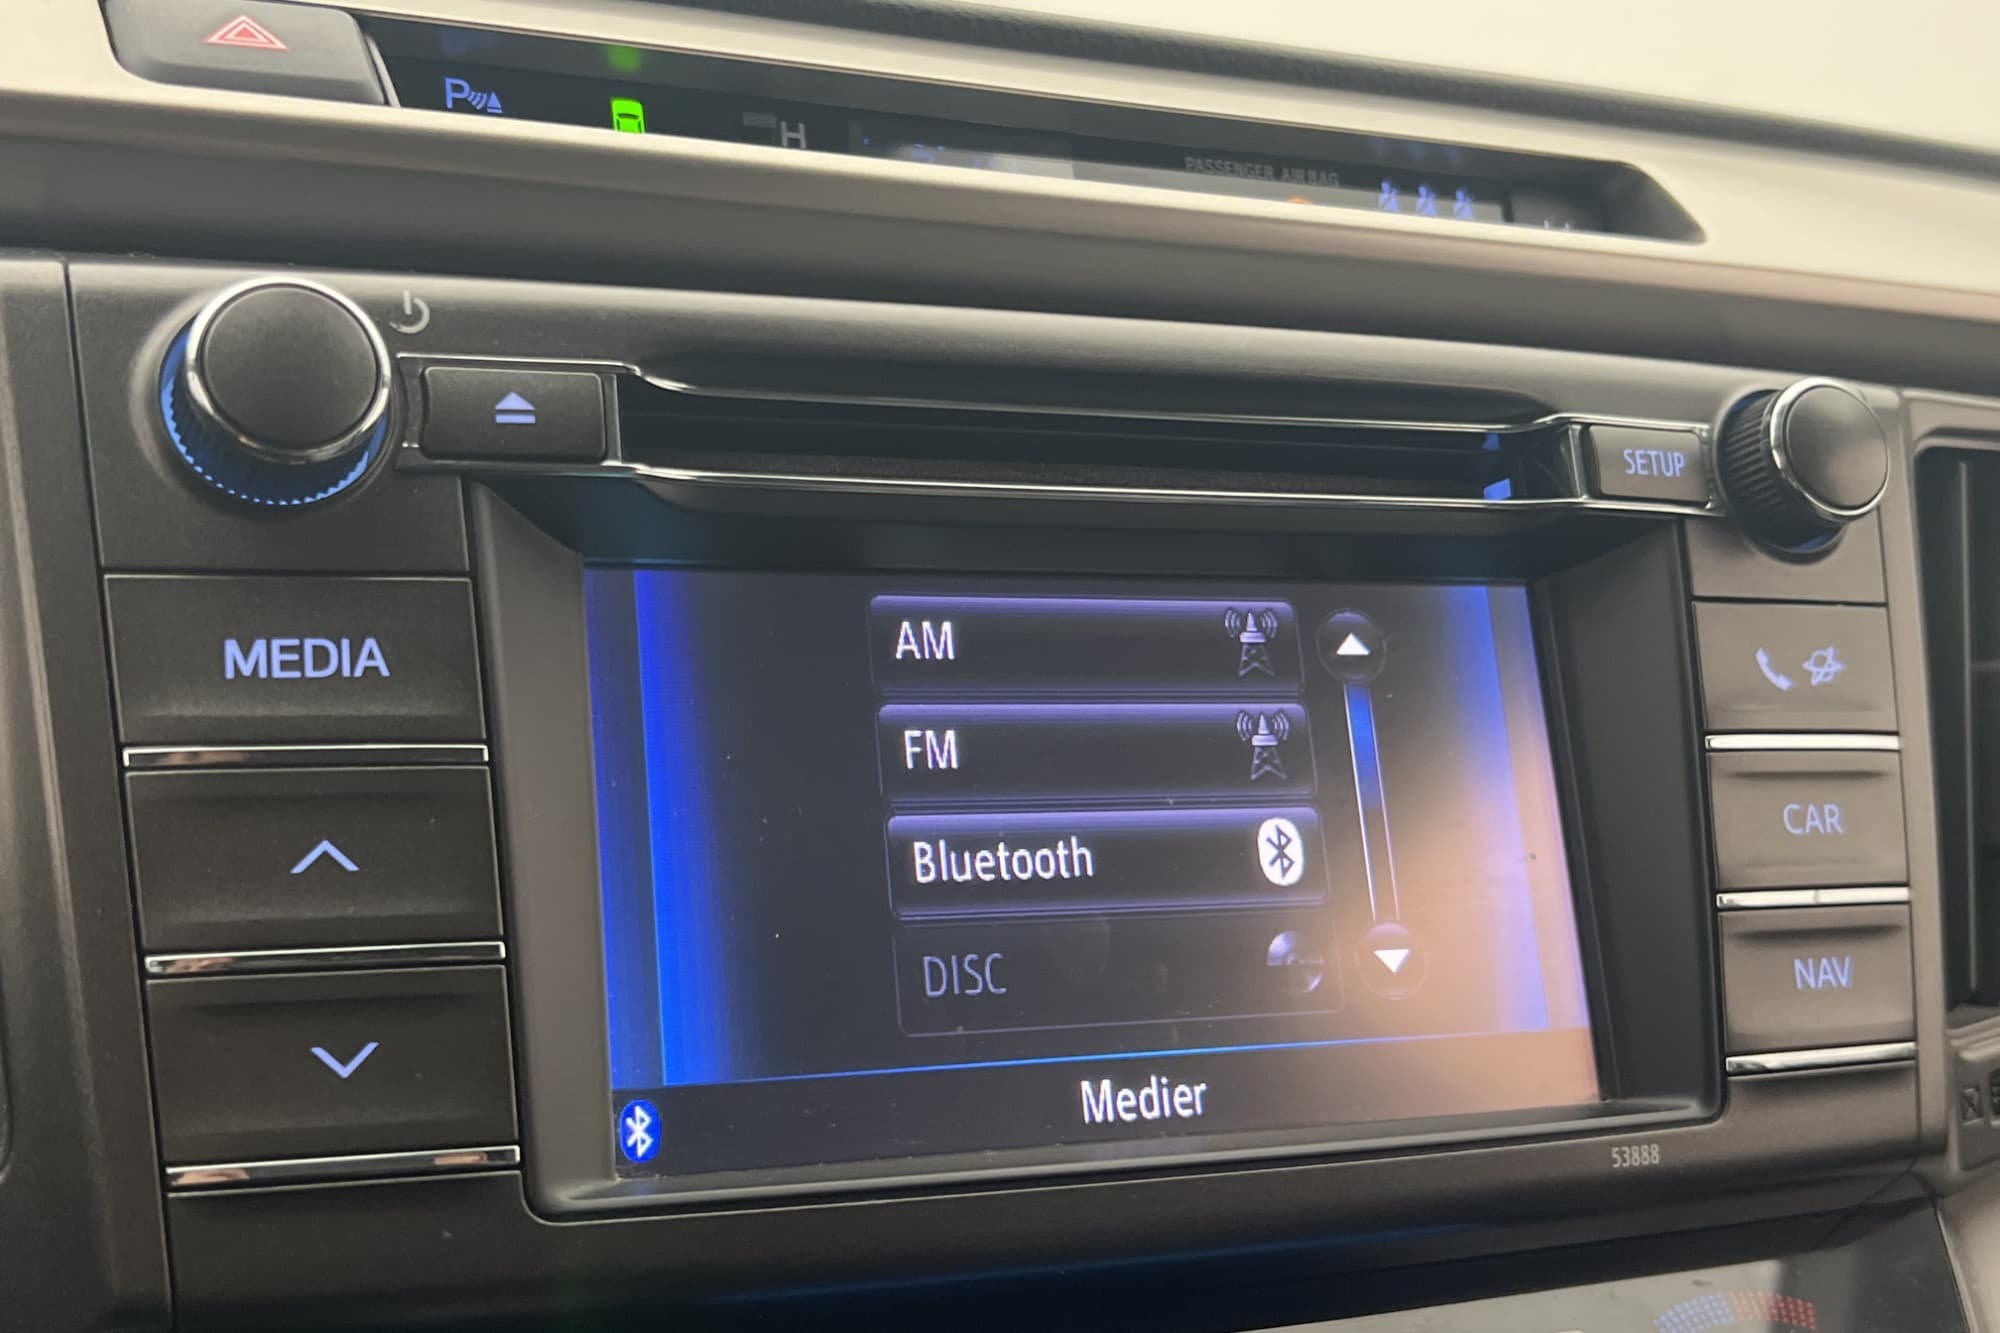 P
H
PASSENGER AIRBAG
SETUP
MEDIA
AM
FM
Bluetooth
DISC
Medier
CAR
NAV
53888